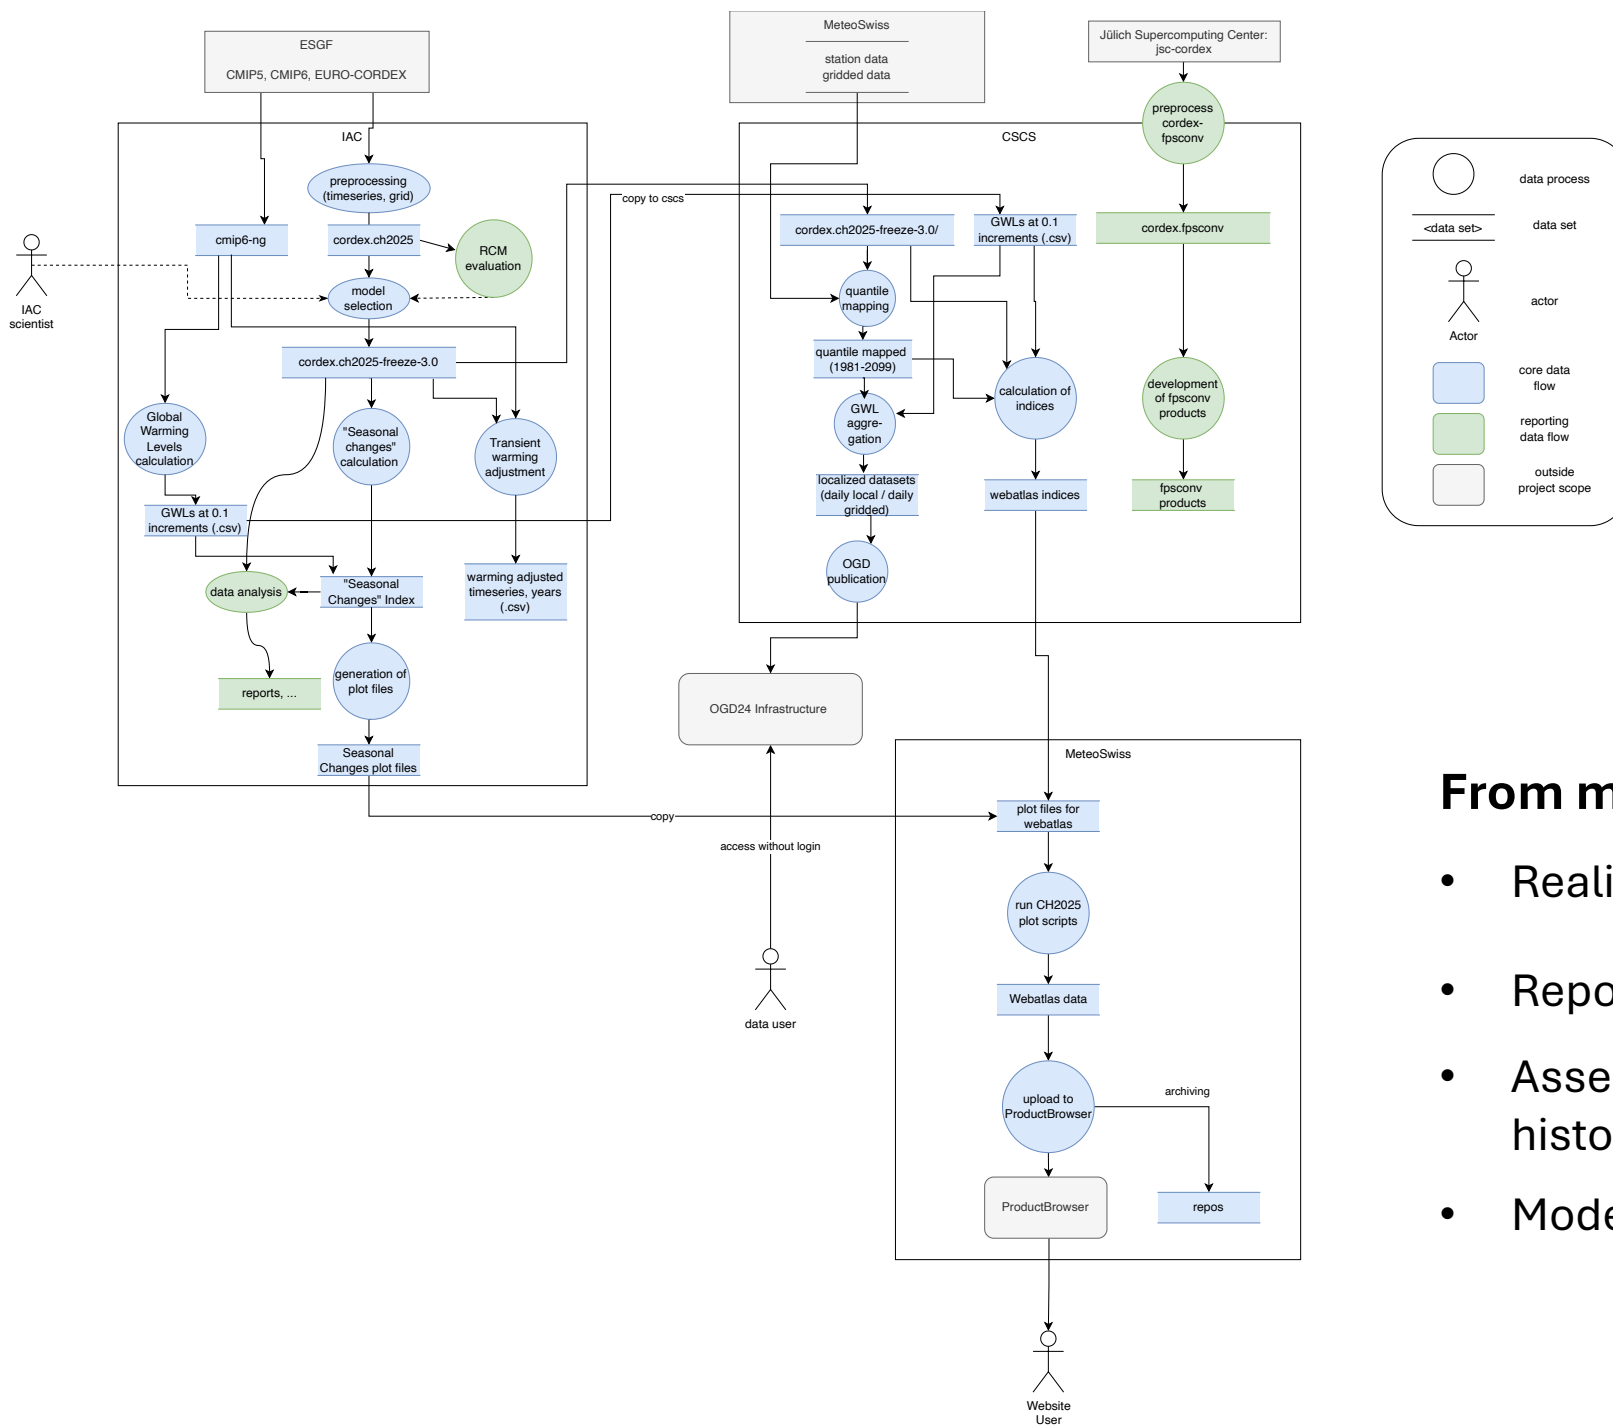 ESGF
CMIP5, CMIP6, EURO-CORDEX
MeteoSwiss
station data
gridded data
Jülich Supercomputing Center:
jsc-cordex
IAC
preprocessing
(timeseries, grid)
cmip6-ng
cordex.ch2025
RCM
evaluation
IAC
scientist
model
selection
cordex.ch2025-freeze-3.0
Global
Warming
Levels
calculation
"Seasonal
changes"
calculation
Transient
warming
adjustment
GWLs at 0.1
increments (.csv)
data analysis
"Seasonal
Changes" Index
warming adjusted
timeseries, years
(.csv)
reports, ...
generation of
plot files
Seasonal
Changes plot files
copy to cscs
copy
CSCS
preprocess
cordex-
fpsconv
cordex.ch2025-freeze-3.0/
GWLs at 0.1
increments (.csv)
cordex.fpsconv
quantile
mapping
quantile mapped
(1981-2099)
calculation of
indices
development
of fpsconv
products
GWL
aggre-
gation
localized datasets
(daily local / daily
gridded)
webatlas indices
fpsconv
products
OGD
publication
OGD24 Infrastructure
access without login
data user
MeteoSwiss
plot files for
webatlas
run CH2025
plot scripts
Webatlas data
upload to
ProductBrowser
archiving
ProductBrowser
repos
Website
User
data process
<data set>
data set
actor
Actor
core data
flow
reporting
data flow
outside
project scope
From
•
•
•
•